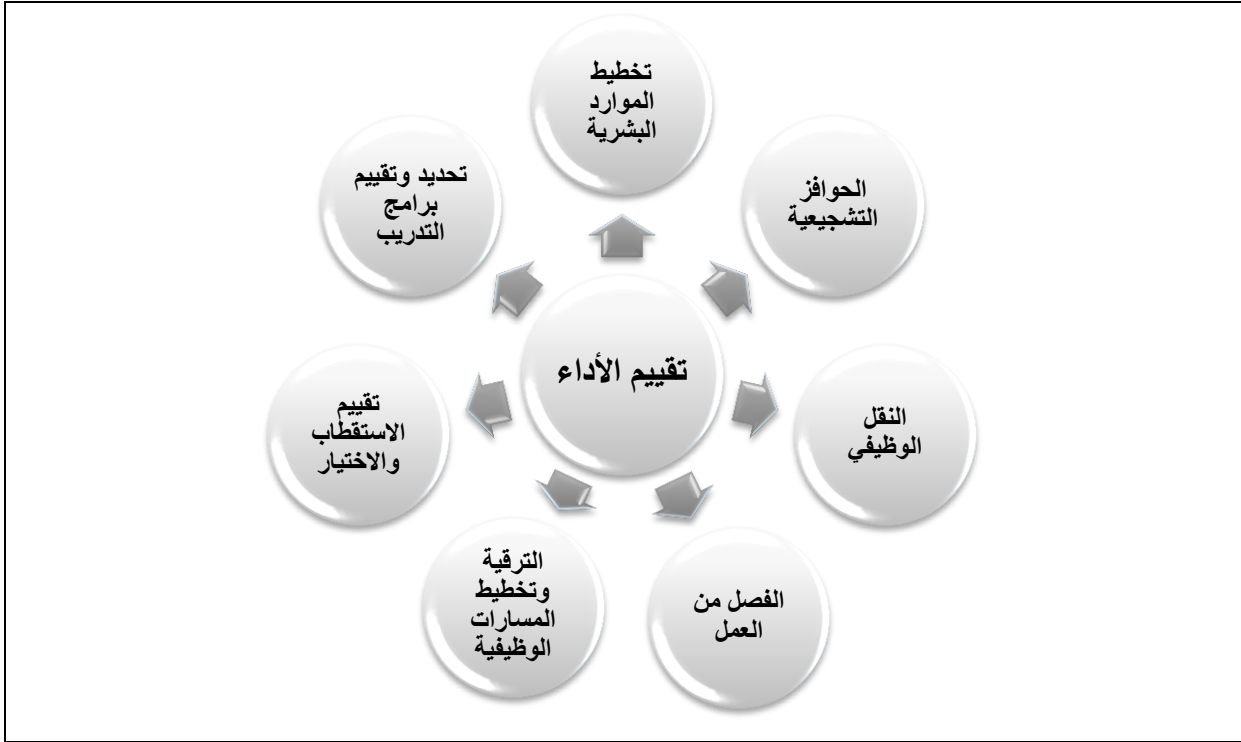 تخطيط
الموارد
البشرية
الحوافز
التشجيعية
النقل
الوظيفي
الفصل من
العمل
الترقية
وتخطيط
المسارات
الوظيفية
تقييم
الاستقطاب
والاختيار
تحديد وتقييم
برامج
التدريب
تقييم الأداء